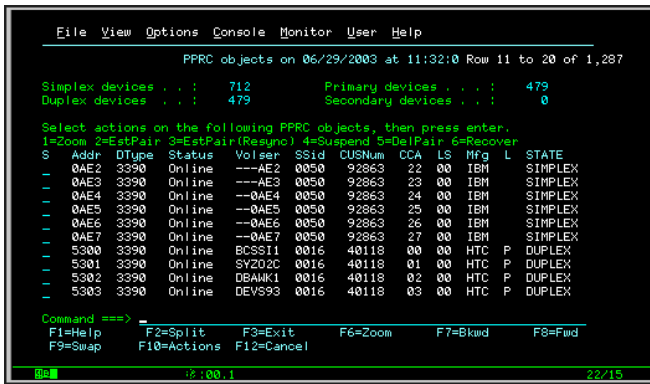 File View Options Console Monitor User Help
PPRC objects on 06/29/2003 at 11:32:0 Row 11 to 20 of 1,287
Simplex devices . . : 712 Primary devices . . . : 479
Duplex devices . . : 479 Secondary devices . . : 0
Select actions on the following PPRC objects, then press enter.
1=Zoom 2=EstPair 3=EstPair(Resync) 4=Suspend 5=DelPair 6=Recover
S Addr DType Status Volser SSid CUSNum CCA LS Mfg L STATE
_ 0AE2 3390 Online ---AE2 0050 92863 22 00 IBM SIMPLEX
_ 0AE3 3390 Online ---AE3 0050 92863 23 00 IBM SIMPLEX
_ 0AE4 3390 Online --0AE4 0050 92863 24 00 IBM SIMPLEX
_ 0AE5 3390 Online --0AE5 0050 92863 25 00 IBM SIMPLEX
_ 0AE6 3390 Online --0AE6 0050 92863 26 00 IBM SIMPLEX
_ 0AE7 3390 Online --0AE7 0050 92863 27 00 IBM SIMPLEX
_ 5300 3390 Online BCSSI1 0016 40118 00 00 HTC P DUPLEX
_ 5301 3390 Online SYZO2C 0016 40118 01 00 HTC P DUPLEX
_ 5302 3390 Online DBAWK1 0016 40118 02 00 HTC P DUPLEX
_ 5303 3390 Online DEVS93 0016 40118 03 00 HTC P DUPLEX
Command ===> _
F1=Help F2=Split F3=Exit F6=Zoom F7=Bkwd F8=Fwd
F9=Swap F10=Actions F12=Cancel
:00.1 22/15